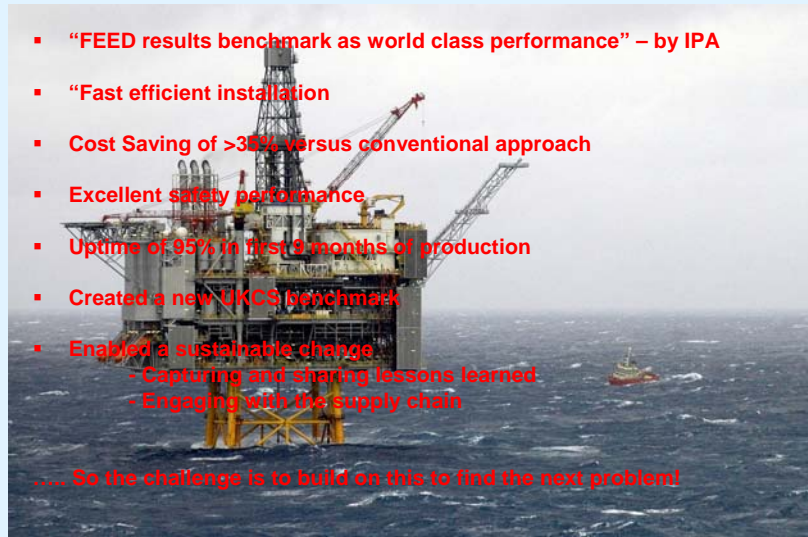 ▪ “FEED results benchmark as world class performance” – by IPA
▪ “Fast efficient installation
▪ Cost Saving of >35% versus conventional approach
▪ Excellent safety performance
▪ Uptime of 95% in first 9 months of production
▪ Created a new UKCS benchmark
▪ Enabled a sustainable change
- Capturing and sharing lessons learned
- Engaging with the supply chain
….. So the challenge is to build on this to find the next problem!